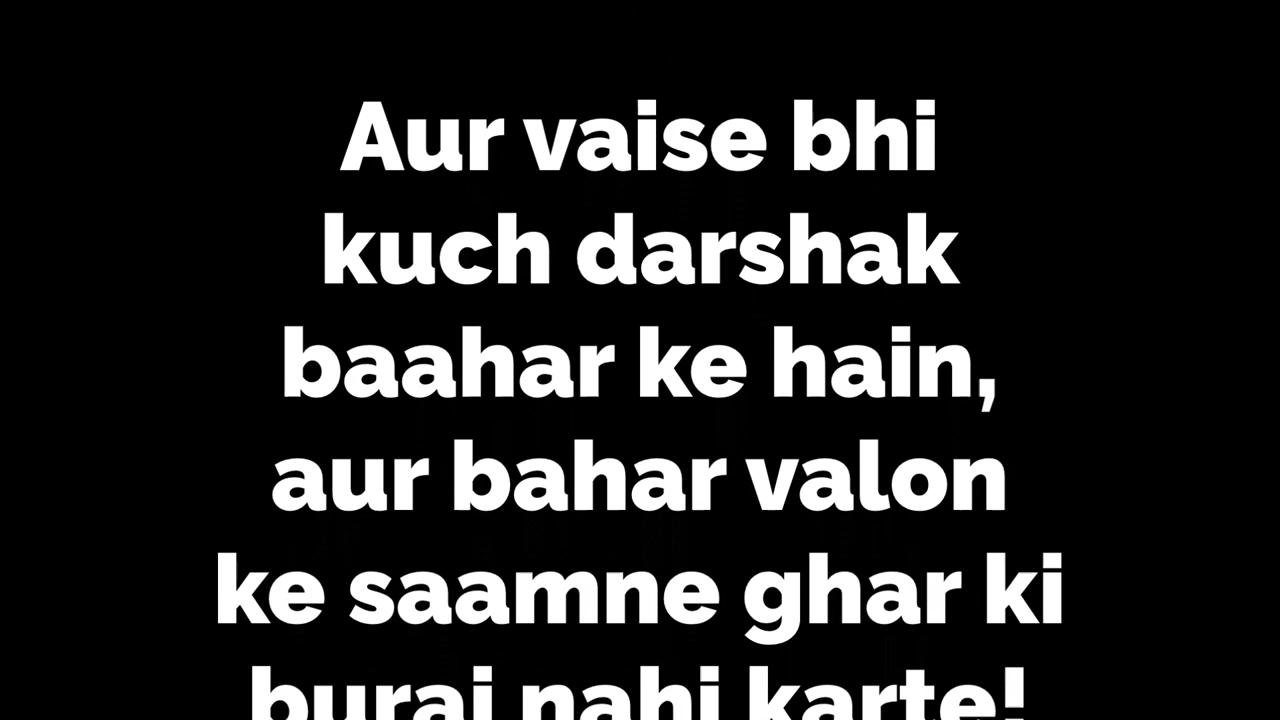 Aur vaise bhi
kuch darshak
baahar ke hain,
aur bahar valon
ke saamne ghar ki
burai nahi karte!